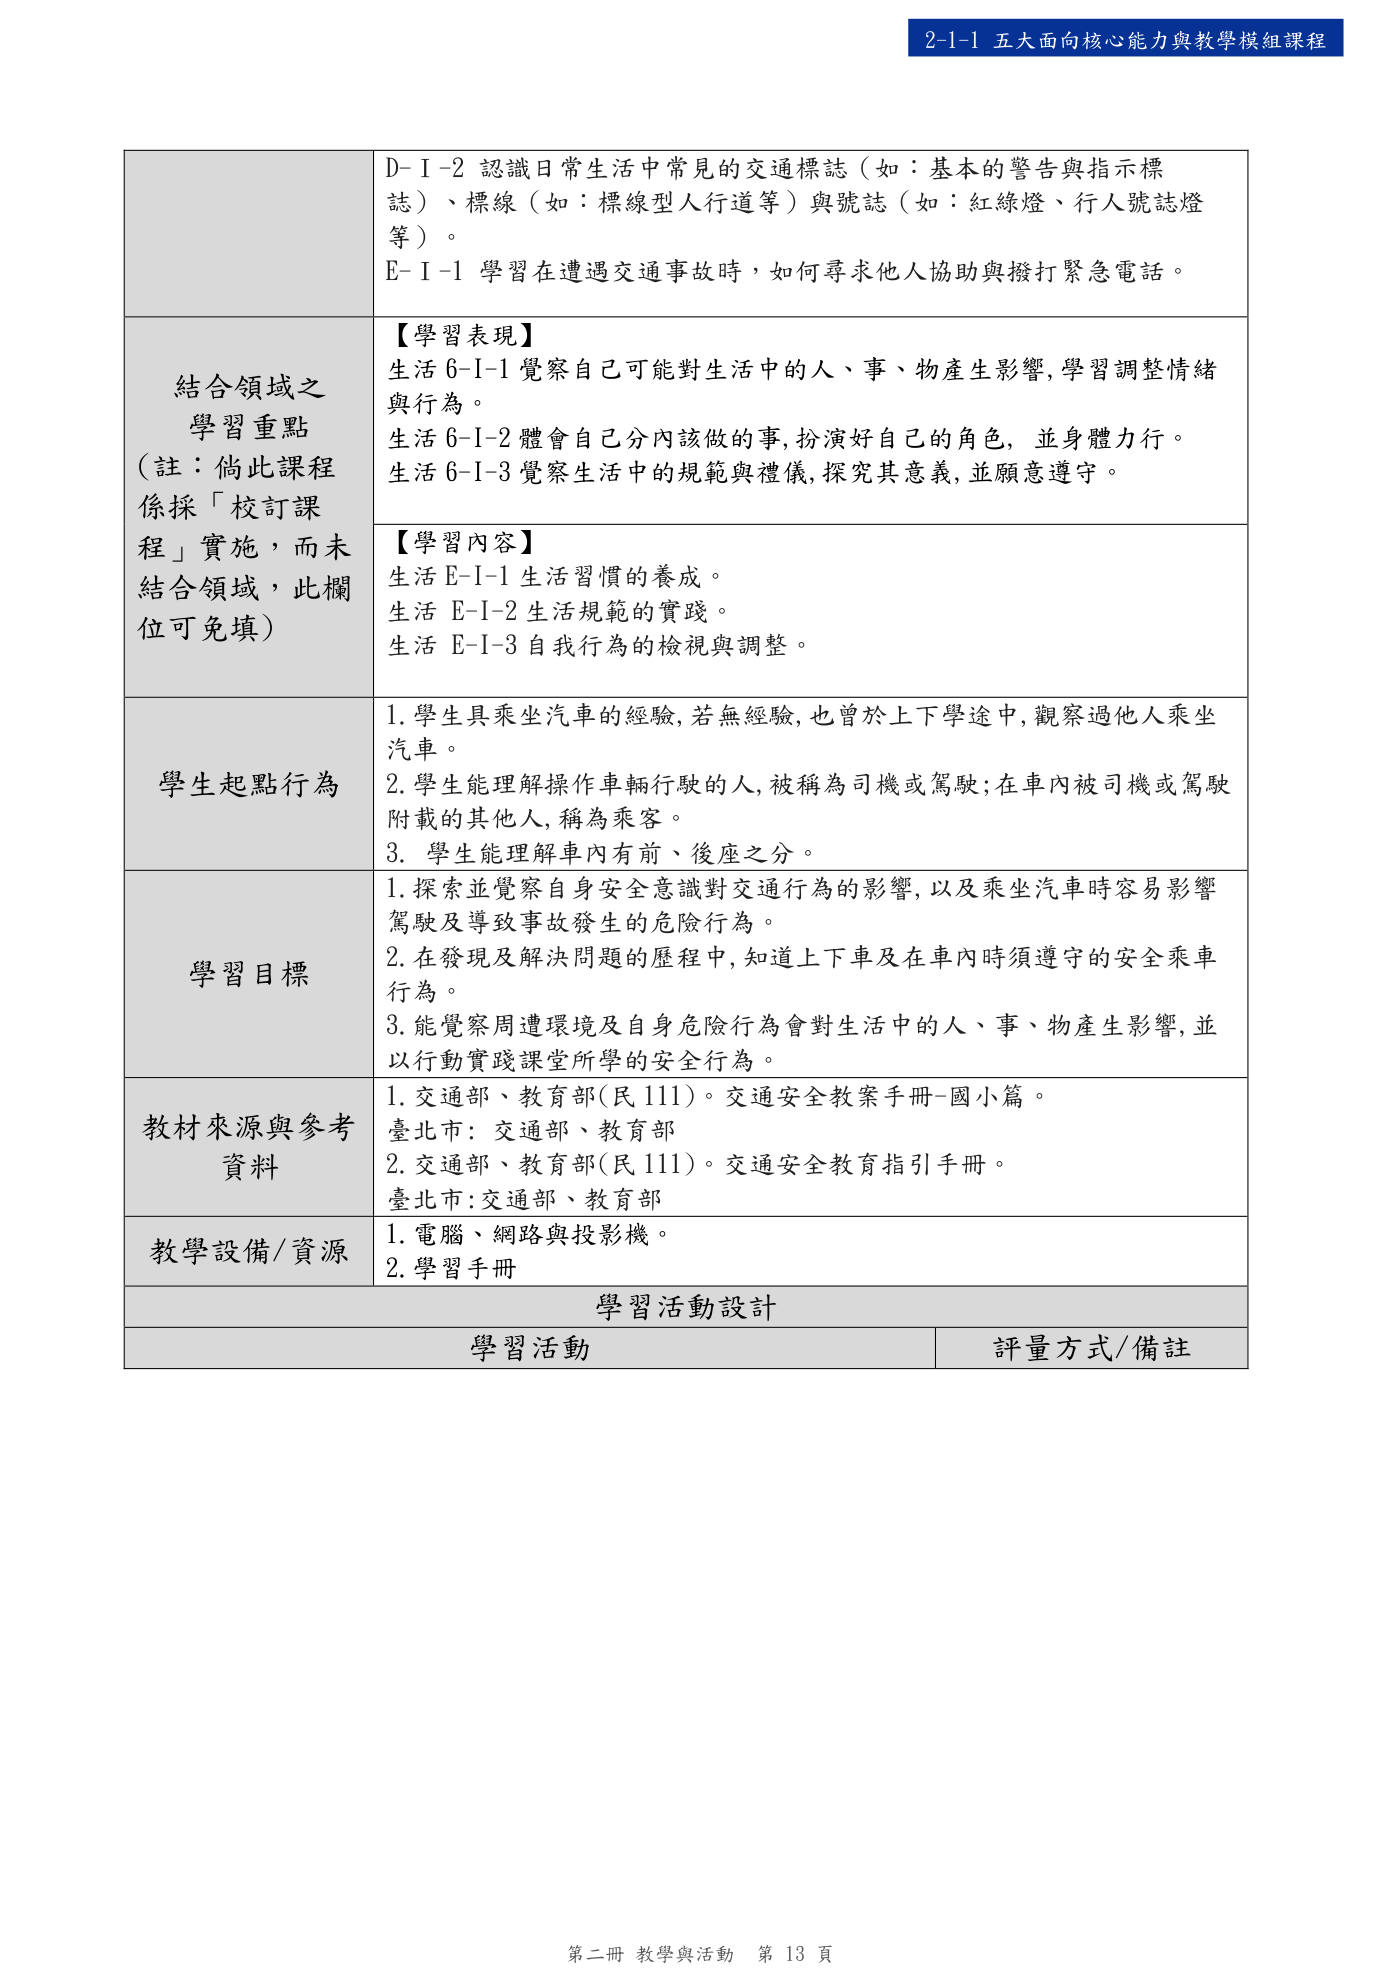 2-1-1 五大面向核心能力與教學模組課程
D-Ⅰ-2 認識日常生活中常見的交通標誌（如：基本的警告與指示標
誌）、標線（如：標線型人行道等）與號誌（如：紅綠燈、行人號誌燈
等）。
E-Ⅰ-1 學習在遭遇交通事故時，如何尋求他人協助與撥打緊急電話。
結合領域之
學習重點
（註：倘此課程
係採「校訂課
程」實施，而未
結合領域，此欄
位可免填）
【學習表現】
生活 6-I-1 覺察自己可能對生活中的人、事、物產生影響,學習調整情緒
與行為。
生活 6-I-2 體會自己分內該做的事,扮演好自己的角色, 並身體力行。
生活 6-I-3 覺察生活中的規範與禮儀,探究其意義,並願意遵守。
【學習內容】
生活 E-I-1 生活習慣的養成。
生活 E-I-2 生活規範的實踐。
生活 E-I-3 自我行為的檢視與調整。
學生起點行為
1.學生具乘坐汽車的經驗,若無經驗,也曾於上下學途中,觀察過他人乘坐
汽車。
2.學生能理解操作車輛行駛的人,被稱為司機或駕駛;在車內被司機或駕駛
附載的其他人,稱為乘客。
3. 學生能理解車內有前、後座之分。
學習目標
1.探索並覺察自身安全意識對交通行為的影響,以及乘坐汽車時容易影響
駕駛及導致事故發生的危險行為。
2.在發現及解決問題的歷程中,知道上下車及在車內時須遵守的安全乘車
行為。
3.能覺察周遭環境及自身危險行為會對生活中的人、事、物產生影響,並
以行動實踐課堂所學的安全行為。
教材來源與參考
資料
1.交通部、教育部(民 111)。交通安全教案手冊-國小篇。
臺北市: 交通部、教育部
2.交通部、教育部(民 111)。交通安全教育指引手冊。
臺北市:交通部、教育部
教學設備/資源
1.電腦、網路與投影機。
2.學習手冊
學習活動設計
學習活動
評量方式/備註
第二冊 教學與活動 第 13 頁